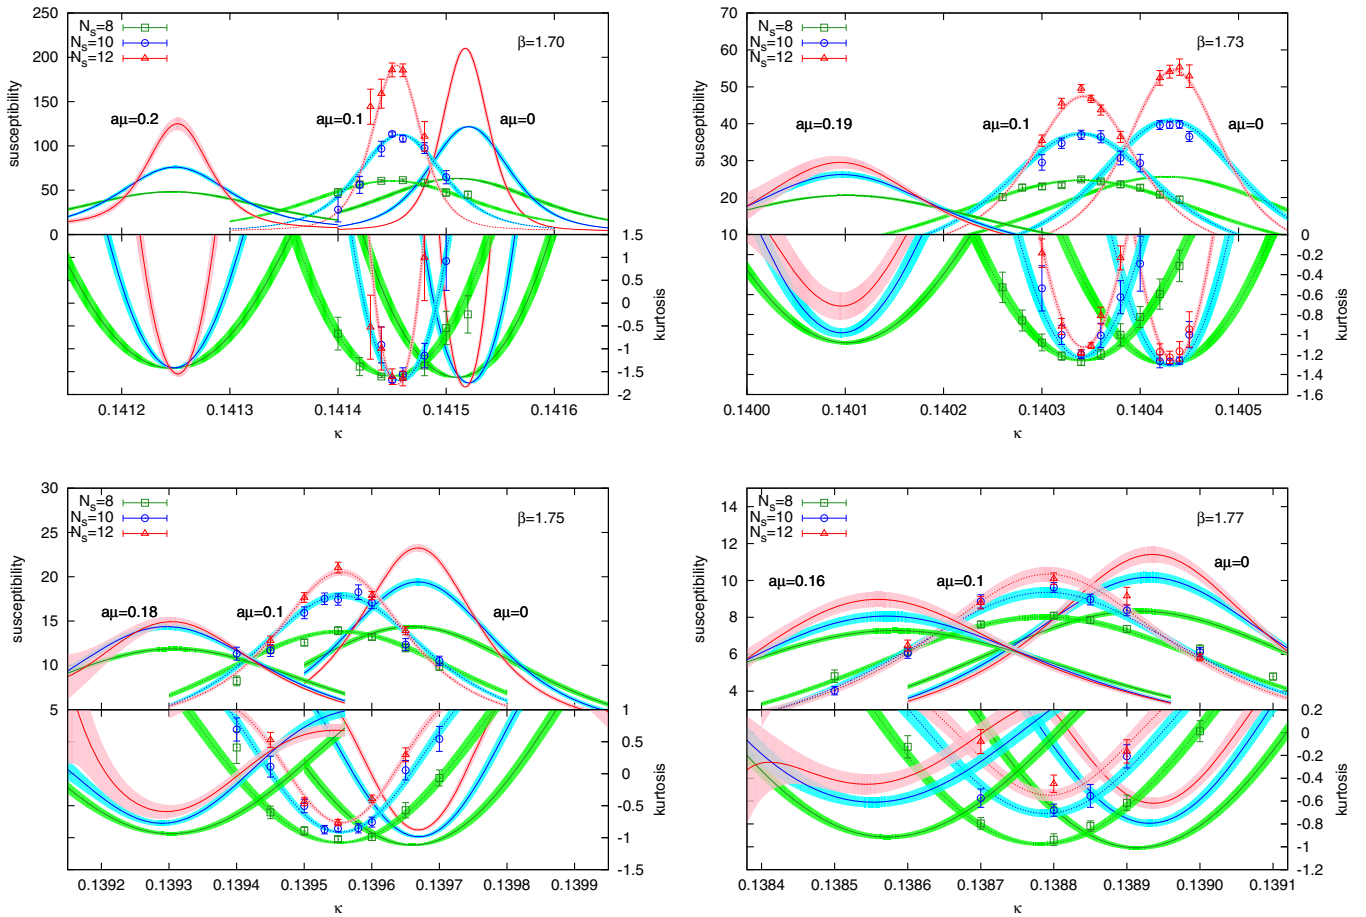 N_s=8
N_s=10
N_s=12
β=1.70
aμ=0.2
aμ=0.1
aμ=0
susceptibility
250
200
150
100
50
0
kurtosis
1.5
1
0.5
0
-0.5
-1
-1.5
-2
0.1412 0.1413 0.1414 0.1415 0.1416
κ
N_s=8
N_s=10
N_s=12
β=1.73
aμ=0.19
aμ=0.1
aμ=0
susceptibility
70
60
50
40
30
20
10
kurtosis
0
-0.2
-0.4
-0.6
-0.8
-1
-1.2
-1.4
-1.6
0.1400 0.1401 0.1402 0.1403 0.1404 0.1405
κ
N_s=8
N_s=10
N_s=12
β=1.75
aμ=0.18
aμ=0.1
aμ=0
susceptibility
30
25
20
15
10
5
kurtosis
1
0.5
0
-0.5
-1
-1.5
0.1392 0.1393 0.1394 0.1395 0.1396 0.1397 0.1398 0.1399
κ
N_s=8
N_s=10
N_s=12
β=1.77
aμ=0.16
aμ=0.1
aμ=0
susceptibility
14
12
10
8
6
4
kurtosis
0.2
0
-0.2
-0.4
-0.6
-0.8
-1
-1.2
0.1384 0.1385 0.1386 0.1387 0.1388 0.1389 0.1390 0.1391
κ